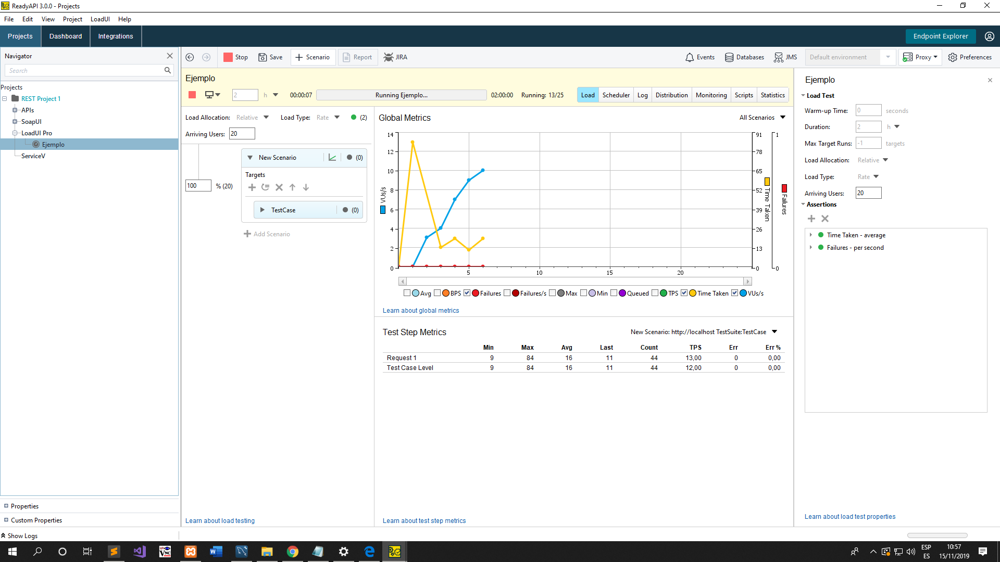 ReadyAPI 3.0.0 - Projects
File Edit View Project LoadUI Help
Projects Dashboard Integrations Endpoint Explorer
Navigator
Search
Projects
REST Project 1
APIs
SoapUI
LoadUI Pro
Ejemplo
ServiceV
Properties
Custom Properties
Show Logs
Stop Save Scenario Report JIRA Events Databases JMS Default environment Proxy Preferences
Ejemplo
2 h 00:00:07 Running Ejemplo... 02:00:00 Running: 13/25 Load Scheduler Log Distribution Monitoring Scripts Statistics
Load Allocation: Relative Load Type: Rate (2)
Arriving Users: 20
New Scenario (0)
Targets
100 % (20)
TestCase (0)
Add Scenario
Learn about load testing
Global Metrics All Scenarios
14
12
10
8
6
4
2
0
VUs/s
5 10 15 20
91
78
65
52
39
26
13
0
Time Taken
1
0
Failures
Avg BPS Failures Failures/s Max Min Queued TPS Time Taken VUs/s
Learn about global metrics
Test Step Metrics New Scenario: http://localhost TestSuite:TestCase
Min Max Avg Last Count TPS Err Err %
Request 1 9 84 16 11 44 13,00 0 0,00
Test Case Level 9 84 16 11 44 12,00 0 0,00
Learn about test step metrics
Ejemplo
Load Test
Warm-up Time: 0 seconds
Duration: 2 h
Max Target Runs: -1 targets
Load Allocation: Relative
Load Type: Rate
Arriving Users: 20
Assertions
Time Taken - average
Failures - per second
Learn about load test properties
VNC
ESP
ES
10:57
15/11/2019